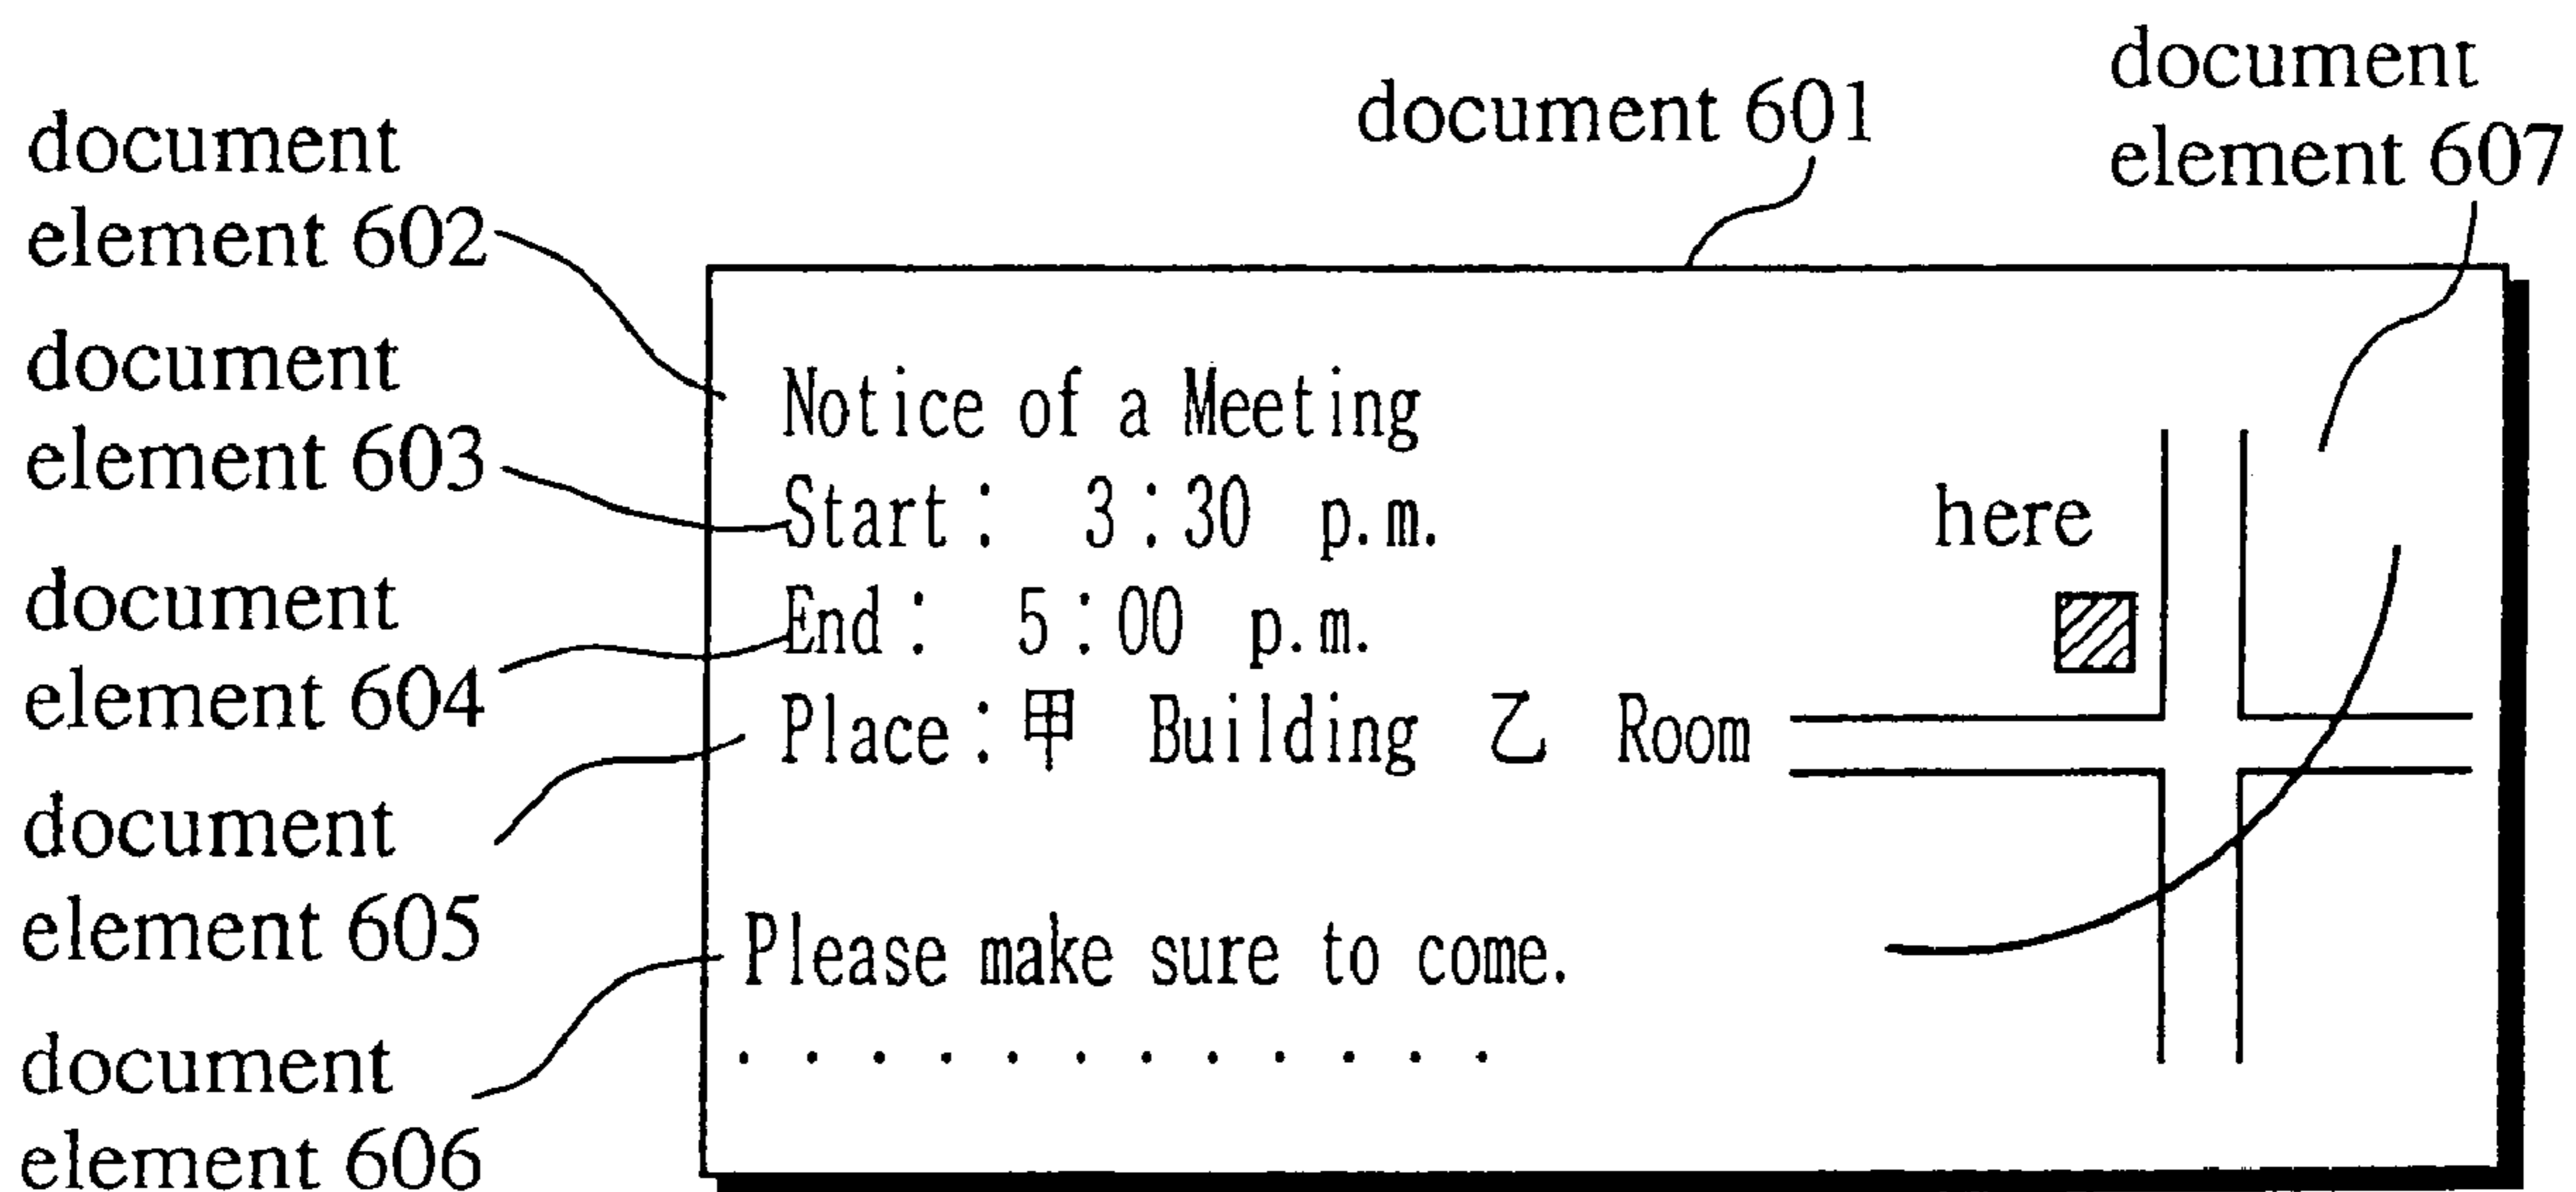 document 601
document
element 607
document
element 602
document
element 603
document
element 604
document
element 605
document
element 606
Notice of a Meeting
Start: 3:30 p.m.
End: 5:00 p.m.
Place:甲 Building 乙 Room
Please make sure to come.
. . . . . . . . . . . .
here